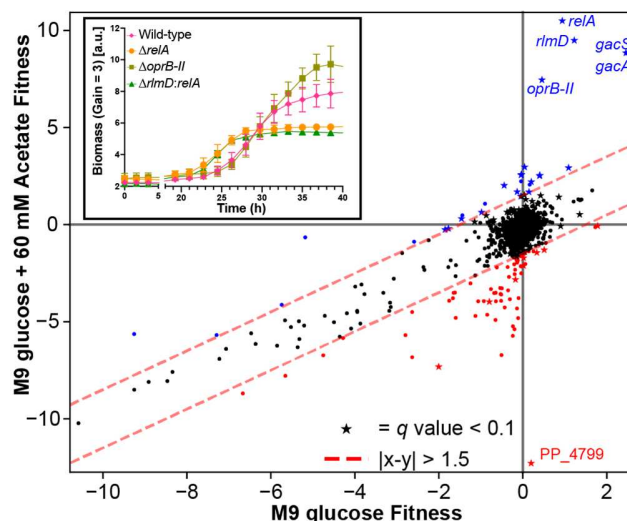 10
5
0
−5
−10
M9 glucose + 60 mM Acetate Fitness
12
10
8
6
4
2
Biomass (Gain = 3) [a.u.]
Wild-type
ΔrelA
ΔoprB-II
ΔrlmD:relA
0 5 20 25 30 35 40
Time (h)
relA
rlmD
gacS
gacA
oprB-II
★ = q value < 0.1
|x-y| > 1.5
PP_4799
−10 −8 −6 −4 −2 0 2
M9 glucose Fitness